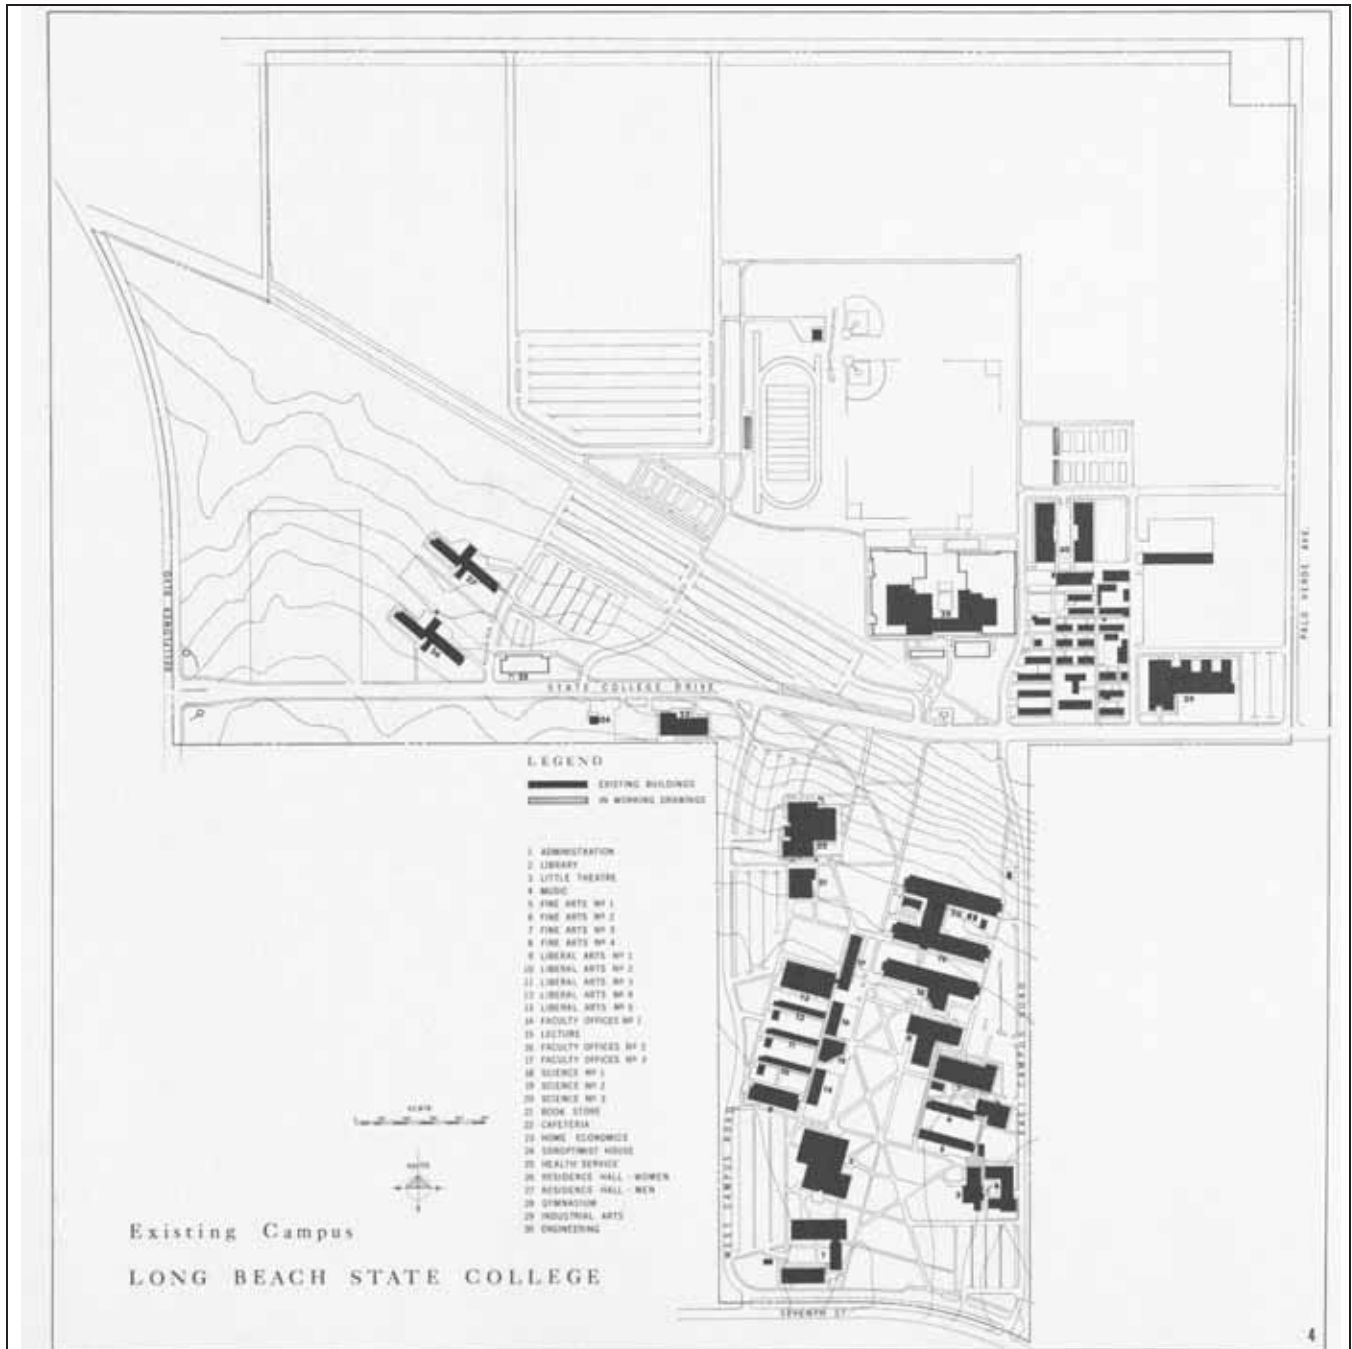 BELLFLOWER BLVD.
PALO VERDE AVE.
STATE COLLEGE DRIVE
LEGEND
EXISTING BUILDINGS
IN WORKING DRAWINGS
1 ADMINISTRATION
2 LIBRARY
3 LITTLE THEATRE
4 MUSIC
5 FINE ARTS Nº 1
6 FINE ARTS Nº 2
7 FINE ARTS Nº 3
8 FINE ARTS Nº 4
9 LIBERAL ARTS Nº 1
10 LIBERAL ARTS Nº 2
11 LIBERAL ARTS Nº 3
12 LIBERAL ARTS Nº 4
13 LIBERAL ARTS Nº 5
14 FACULTY OFFICES Nº 1
15 LECTURE
16 FACULTY OFFICES Nº 2
17 FACULTY OFFICES Nº 3
18 SCIENCE Nº 1
19 SCIENCE Nº 2
20 SCIENCE Nº 3
21 BOOK STORE
22 CAFETERIA
23 HOME ECONOMICS
24 SOROPTIMIST HOUSE
25 HEALTH SERVICE
26 RESIDENCE HALL - WOMEN
27 RESIDENCE HALL - MEN
28 GYMNASIUM
29 INDUSTRIAL ARTS
30 ENGINEERING
SCALE
NORTH
WEST CAMPUS ROAD
EAST CAMPUS ROAD
SEVENTH ST.
Existing Campus
LONG BEACH STATE COLLEGE
4